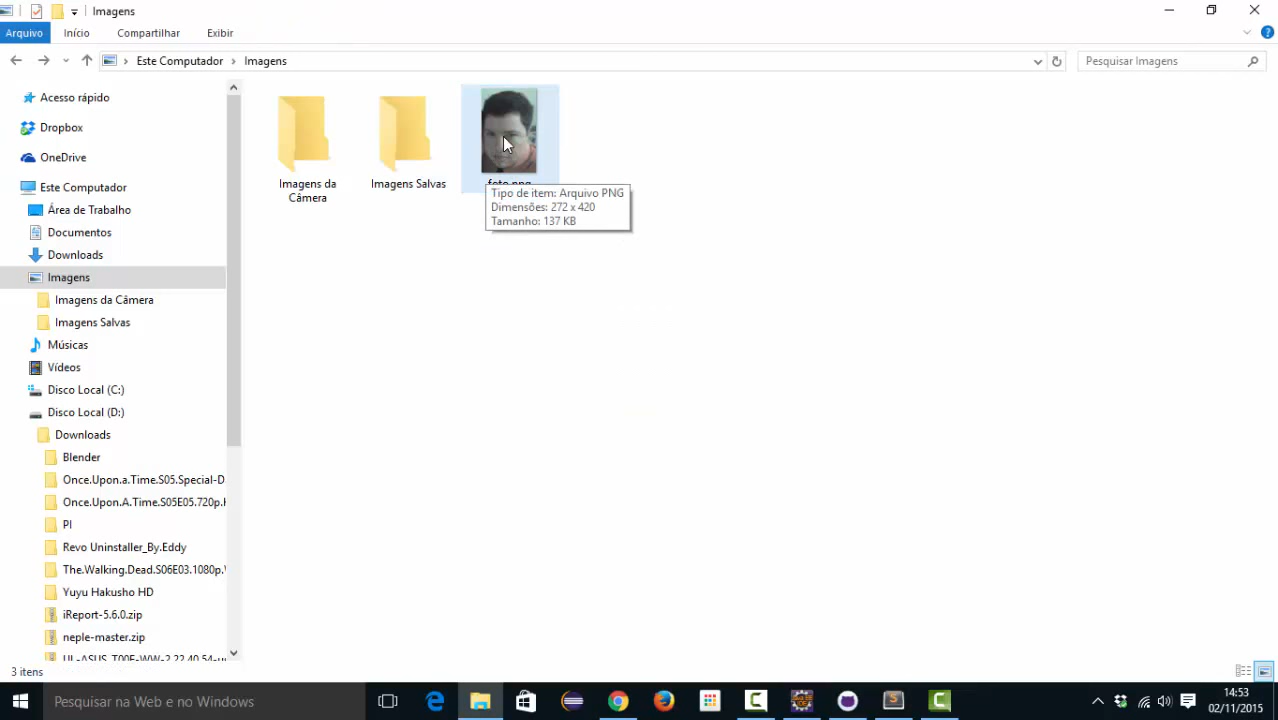 Imagens
Arquivo
Início
Compartilhar
Exibir
Este Computador
Imagens
Pesquisar Imagens
Acesso rápido
Dropbox
OneDrive
Este Computador
Área de Trabalho
Documentos
Downloads
Imagens
Imagens da Câmera
Imagens Salvas
Músicas
Vídeos
Disco Local (C:)
Disco Local (D:)
Downloads
Blender
Once.Upon.a.Time.S05.Special-D
Once.Upon.A.Time.S05E05.720p.
PI
Revo Uninstaller_By.Eddy
The.Walking.Dead.S06E03.1080p.
Yuyu Hakusho HD
iReport-5.6.0.zip
neple-master.zip
Imagens da
Câmera
Imagens Salvas
foto.png
Tipo de item: Arquivo PNG
Dimensões: 272 x 420
Tamanho: 137 KB
3 itens
Pesquisar na Web e no Windows
14:53
02/11/2015